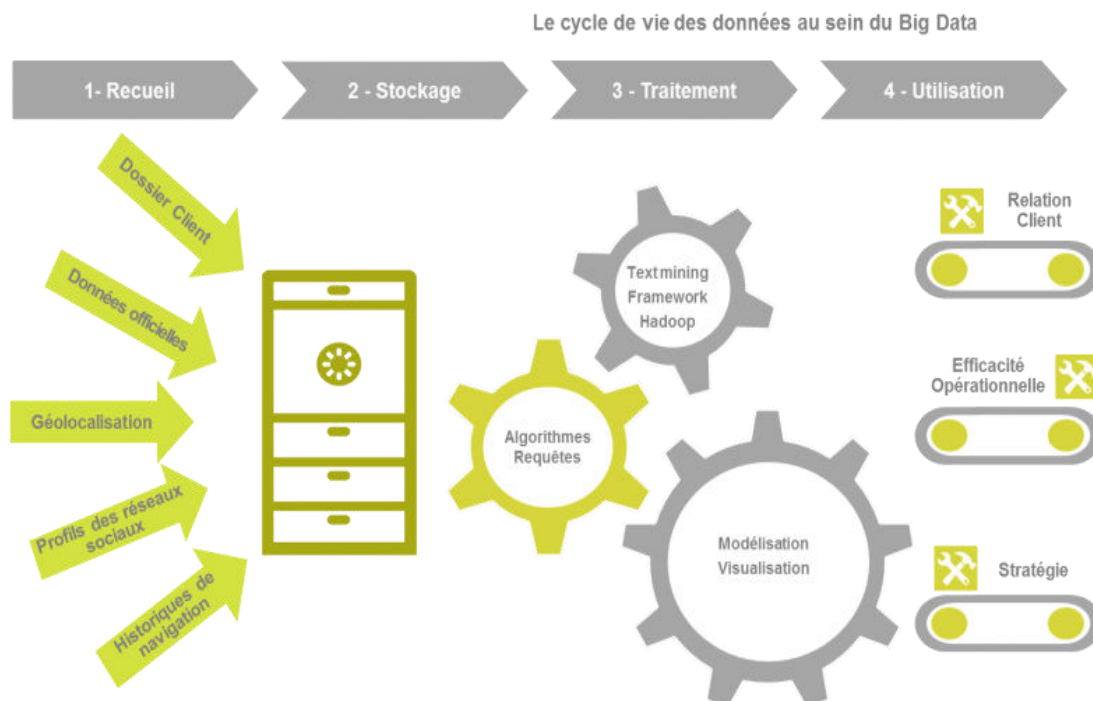 Le cycle de vie des données au sein du Big Data
1- Recueil
2 - Stockage
3 - Traitement
4 - Utilisation
Dossier Client
Données officielles
Géolocalisation
Profils des réseaux
sociaux
Historiques de
navigation
Algorithmes
Requêtes
Textmining
Framework
Hadoop
Modélisation
Visualisation
Relation
Client
Efficacité
Opérationnelle
Stratégie